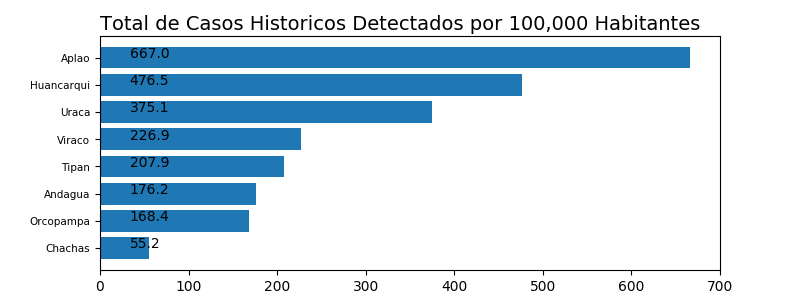 Total de Casos Historicos Detectados por 100,000 Habitantes
Aplao 667.0
Huancarqui 476.5
Uraca 375.1
Viraco 226.9
Tipan 207.9
Andagua 176.2
Orcopampa 168.4
Chachas 55.2
0 100 200 300 400 500 600 700